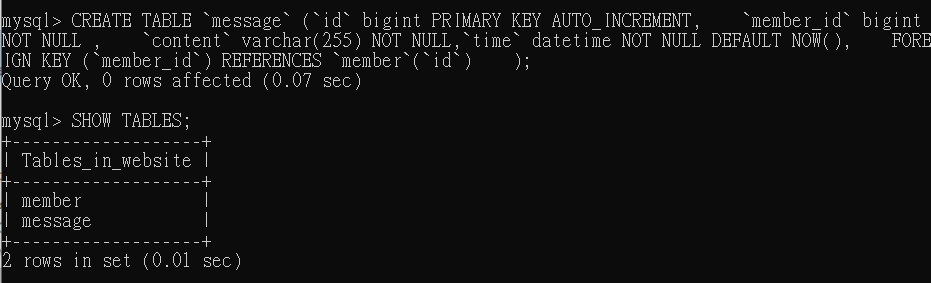 mysql> CREATE TABLE `message` (`id` bigint PRIMARY KEY AUTO_INCREMENT,    `member_id` bigint
NOT NULL ,    `content` varchar(255) NOT NULL,`time` datetime NOT NULL DEFAULT NOW(),    FORE
IGN KEY (`member_id`) REFERENCES `member`(`id`)    );
Query OK, 0 rows affected (0.07 sec)
mysql> SHOW TABLES;
+-------------------+
| Tables_in_website |
+-------------------+
| member            |
| message           |
+-------------------+
2 rows in set (0.01 sec)